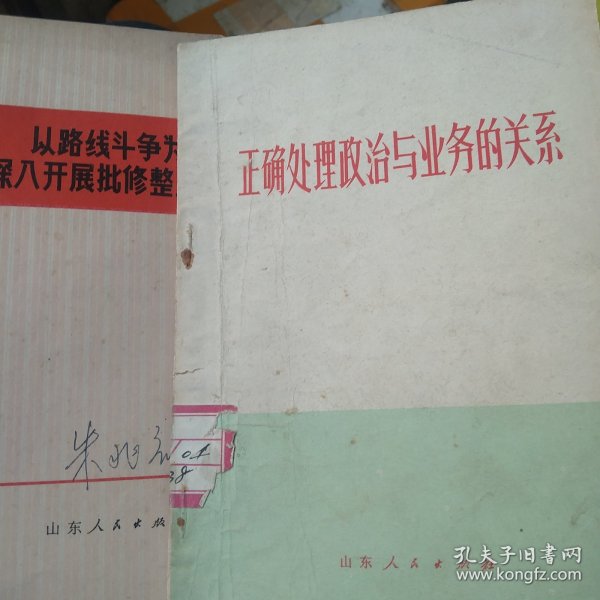 以路线斗争为
深入开展批修整
山东人民出版
正确处理政治与业务的关系
山东人民出版社
孔夫子旧书网
www.kongfz.com